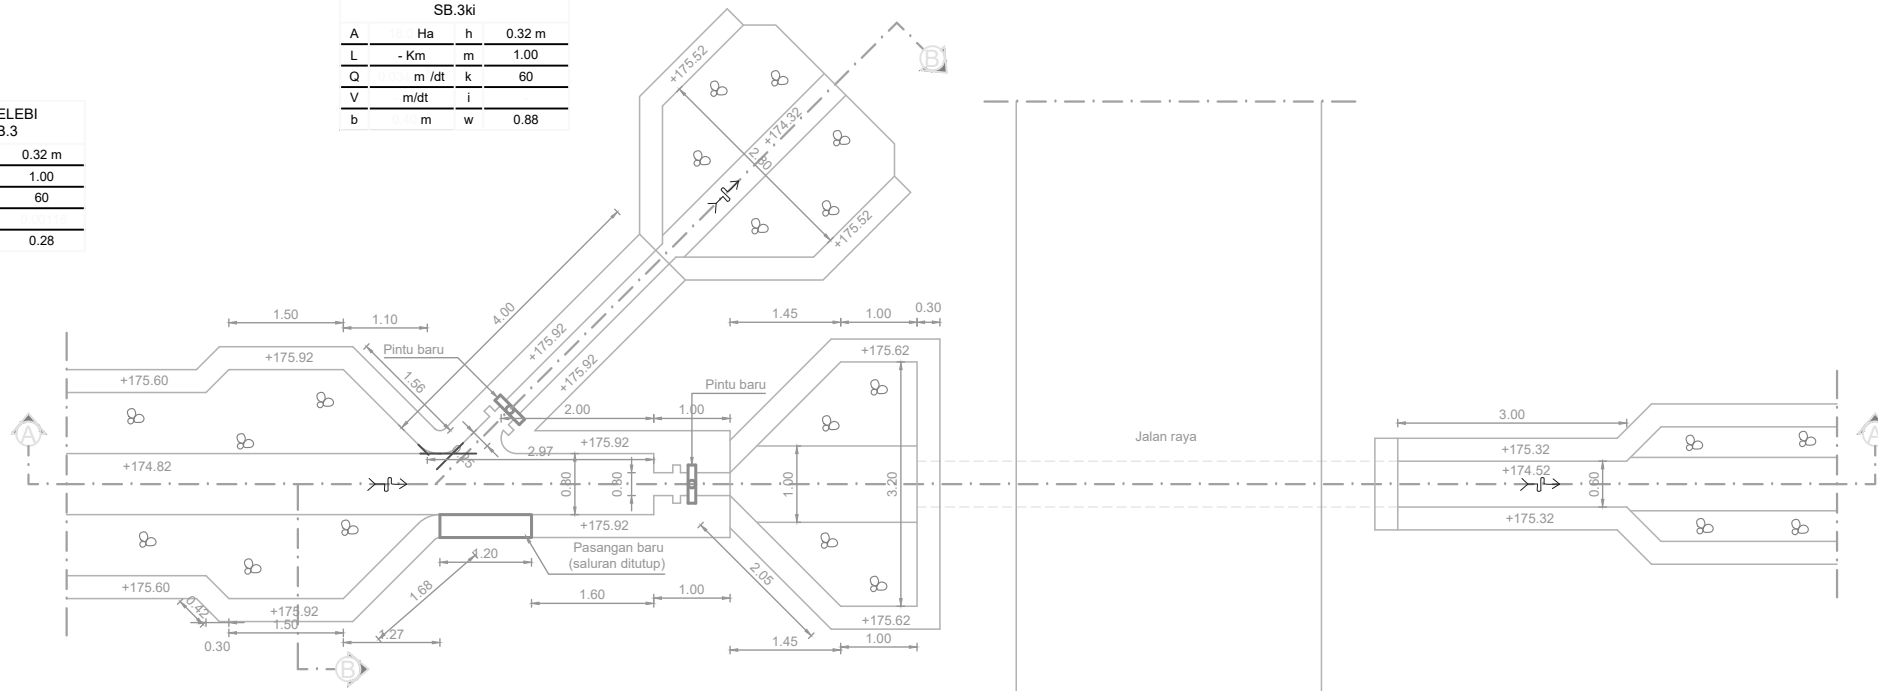 SB.3ki
A Ha h 0.32 m
L - Km m 1.00
Q m /dt k 60
V m/dt i
b 0.40 m w 0.88
ELEBI
B.3
0.32 m
1.00
60
0.28
B
+175.52
+174.32
2.80
+175.52
4.00
1.50
1.10
+175.92
Pintu baru
1.56
+175.92
+175.92
+175.60
1.45
1.00
0.30
+175.62
Pintu baru
2.00
1.00
+175.92
2.97
A
+174.82
0.80
0.80
1.00
3.20
Jalan raya
3.00
+175.32
+174.52
0.60
+175.32
A
+175.92
Pasangan baru
(saluran ditutup)
1.20
1.68
2.05
+175.60
0.42
+175.92
1.50
0.30
1.27
1.60
1.00
+175.62
1.45
1.00
B